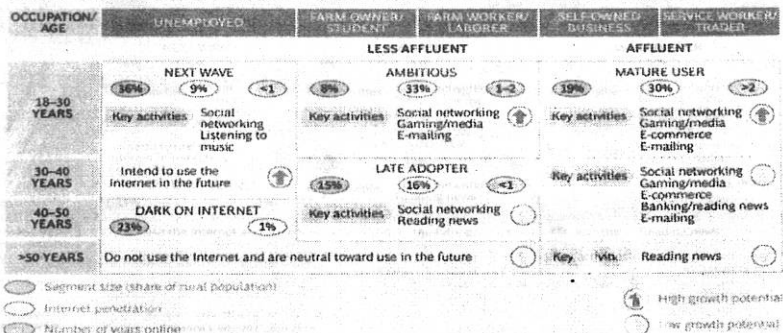 OCCUPATION/ AGE
UNEMPLOYED
FARM OWNER/ STUDENT
FARM WORKER/ LABORER
SELF-OWNED BUSINESS
SERVICE WORKER/ TRADER
LESS AFFLUENT
AFFLUENT
18-30 YEARS
NEXT WAVE
36% 9% <1
Key activities Social
networking
Listening to
music
AMBITIOUS
8% 33% 1-2
Key activities Social networking
Gaming/media
E-mailing
MATURE USER
19% 30% >2
Key activities Social networking
Gaming/media
E-commerce
E-mailing
30-40 YEARS
Intend to use the
Internet in the future
LATE ADOPTER
15% 16% <1
Key activities Social networking
Reading news
Key activities Social networking
Gaming/media
E-commerce
Banking/reading news
E-mailing
40-50 YEARS
DARK ON INTERNET
23% 1%
>50 YEARS
Do not use the Internet and are neutral toward use in the future
Key Reading news
Segment size (share of rural population)
Internet penetration
Number of years online
High growth potential
Low growth potential